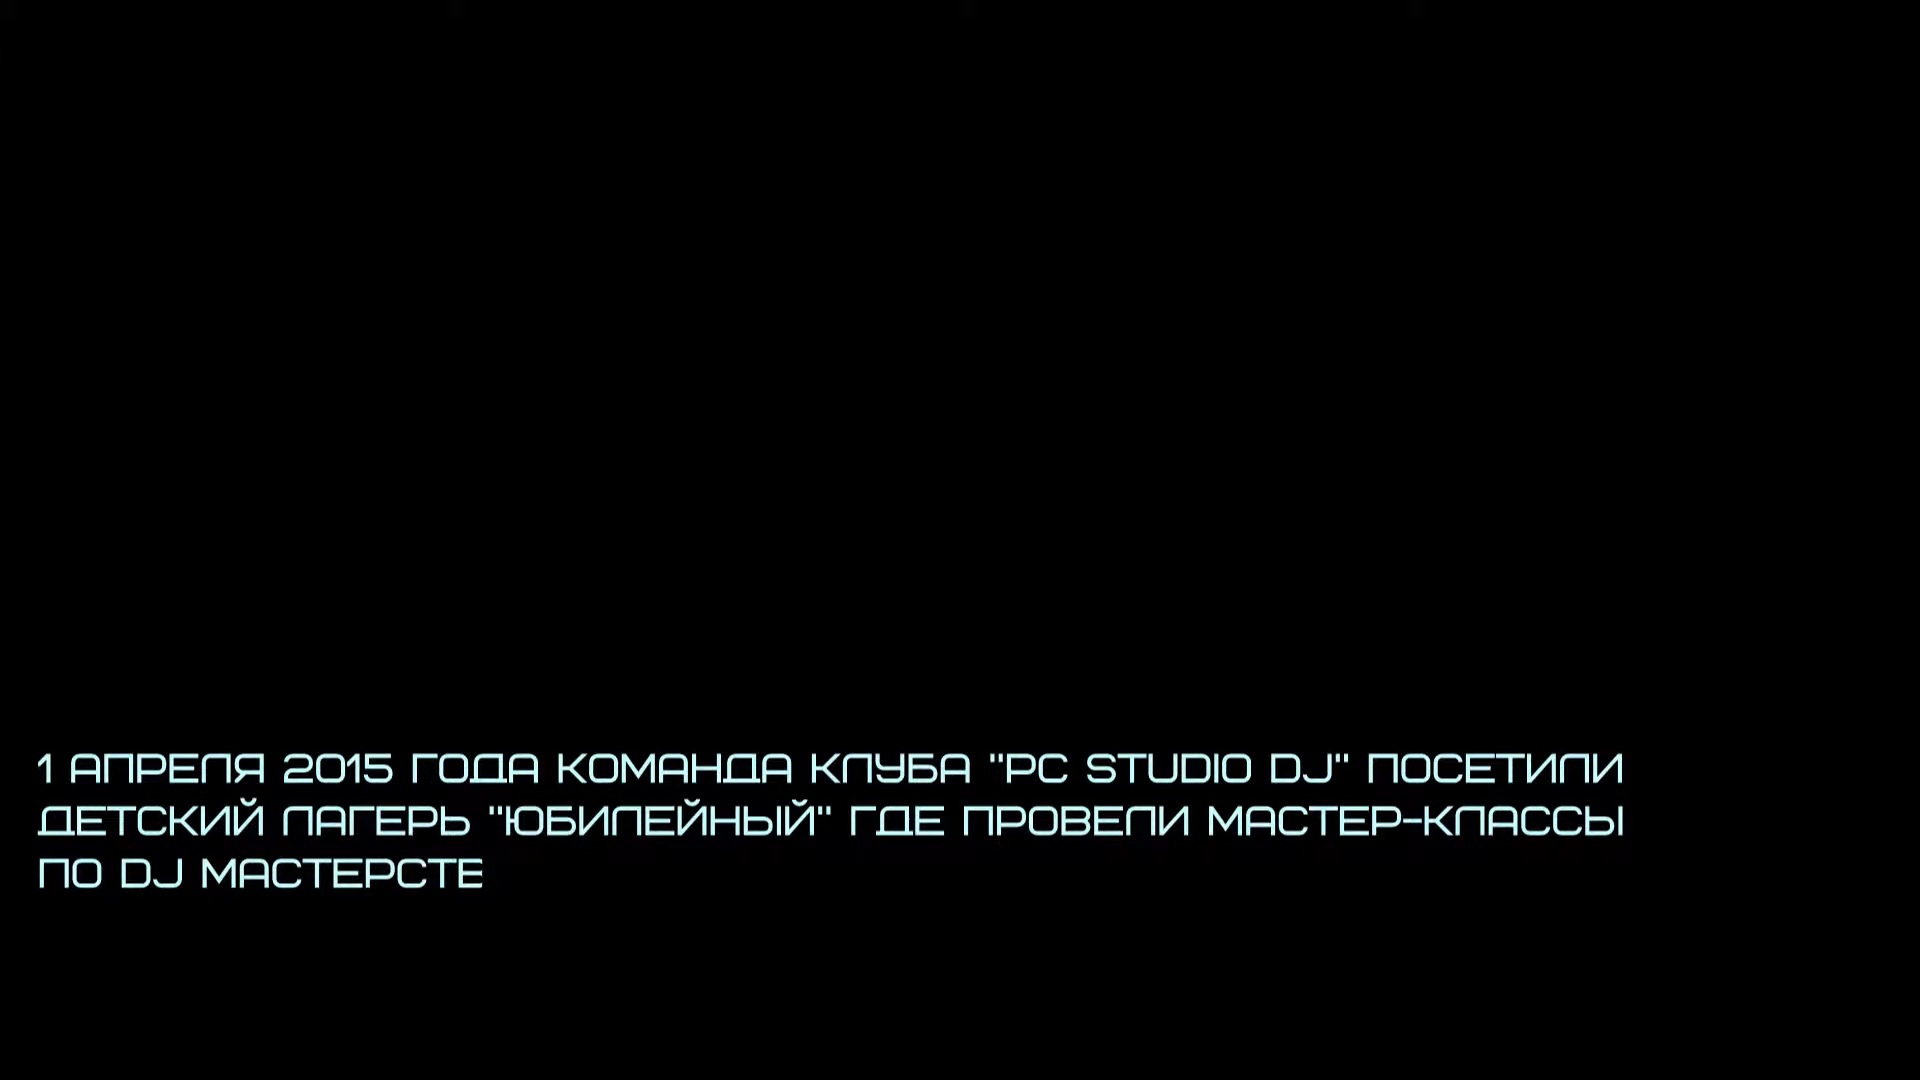 1 АПРЕЛЯ 2015 ГОДА КОМАНДА КЛУБА "PC STUDIO DJ" ПОСЕТИЛИ
ДЕТСКИЙ ЛАГЕРЬ "ЮБИЛЕЙНЫЙ" ГДЕ ПРОВЕЛИ МАСТЕР-КЛАССЫ
ПО DJ МАСТЕРСТЕ